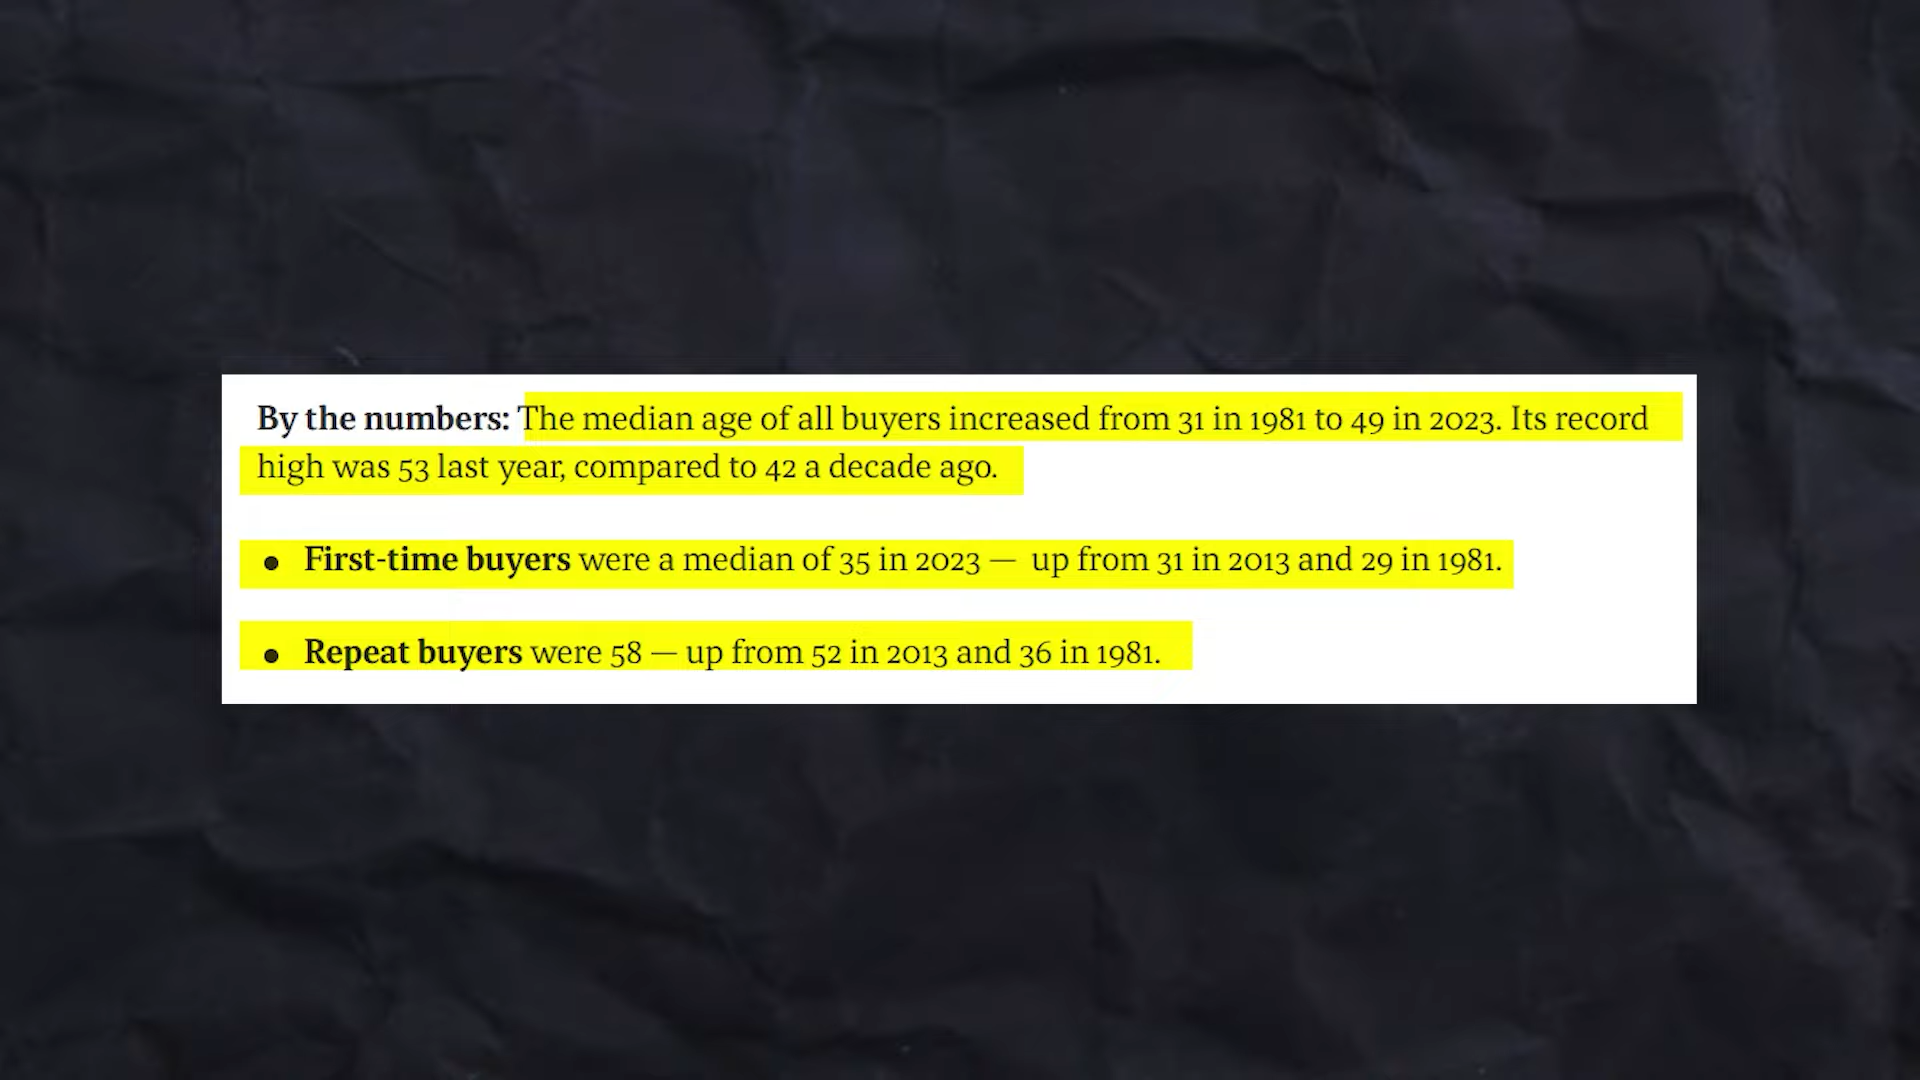 By the numbers: The median age of all buyers increased from 31 in 1981 to 49 in 2023. Its record
high was 53 last year, compared to 42 a decade ago.
• First-time buyers were a median of 35 in 2023 — up from 31 in 2013 and 29 in 1981.
• Repeat buyers were 58 — up from 52 in 2013 and 36 in 1981.